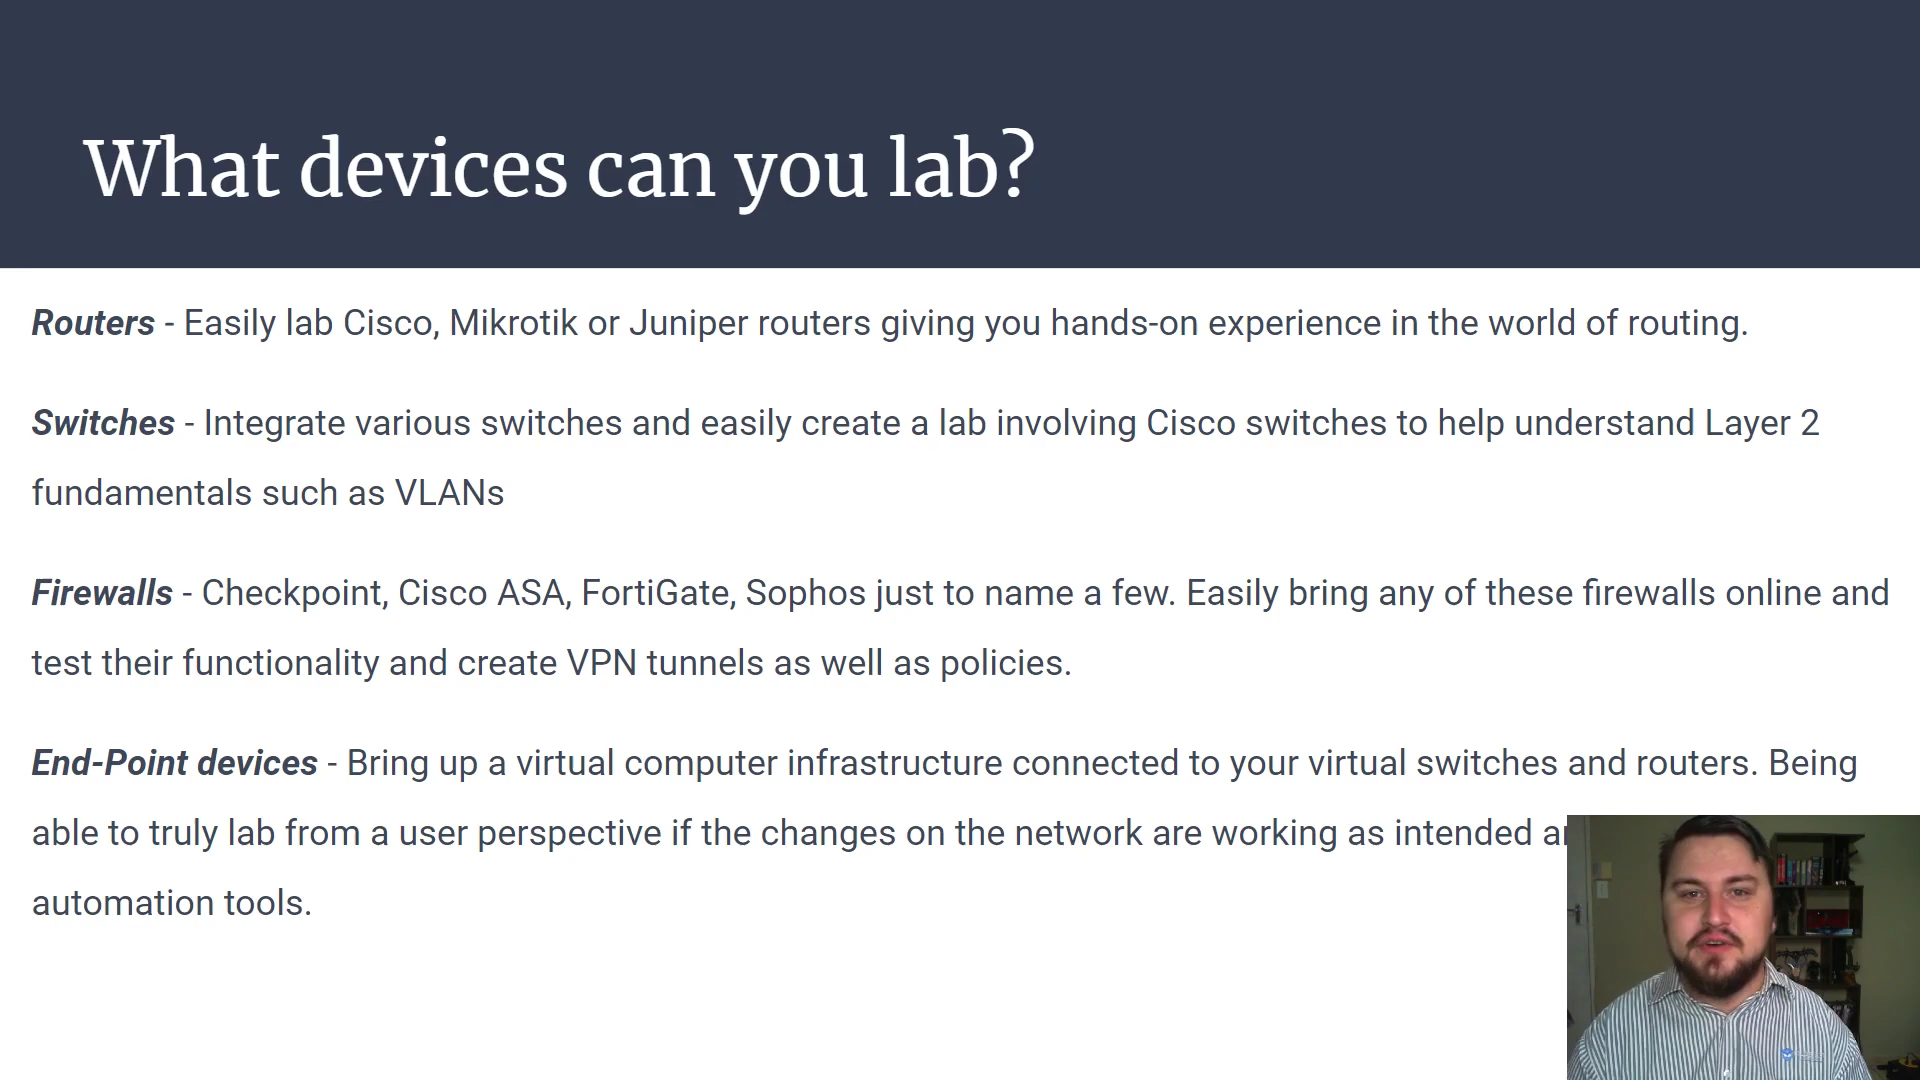 What devices can you lab?
Routers - Easily lab Cisco, Mikrotik or Juniper routers giving you hands-on experience in the world of routing.
Switches - Integrate various switches and easily create a lab involving Cisco switches to help understand Layer 2
fundamentals such as VLANs
Firewalls - Checkpoint, Cisco ASA, FortiGate, Sophos just to name a few. Easily bring any of these firewalls online and
test their functionality and create VPN tunnels as well as policies.
End-Point devices - Bring up a virtual computer infrastructure connected to your virtual switches and routers. Being
able to truly lab from a user perspective if the changes on the network are working as intended
automation tools.